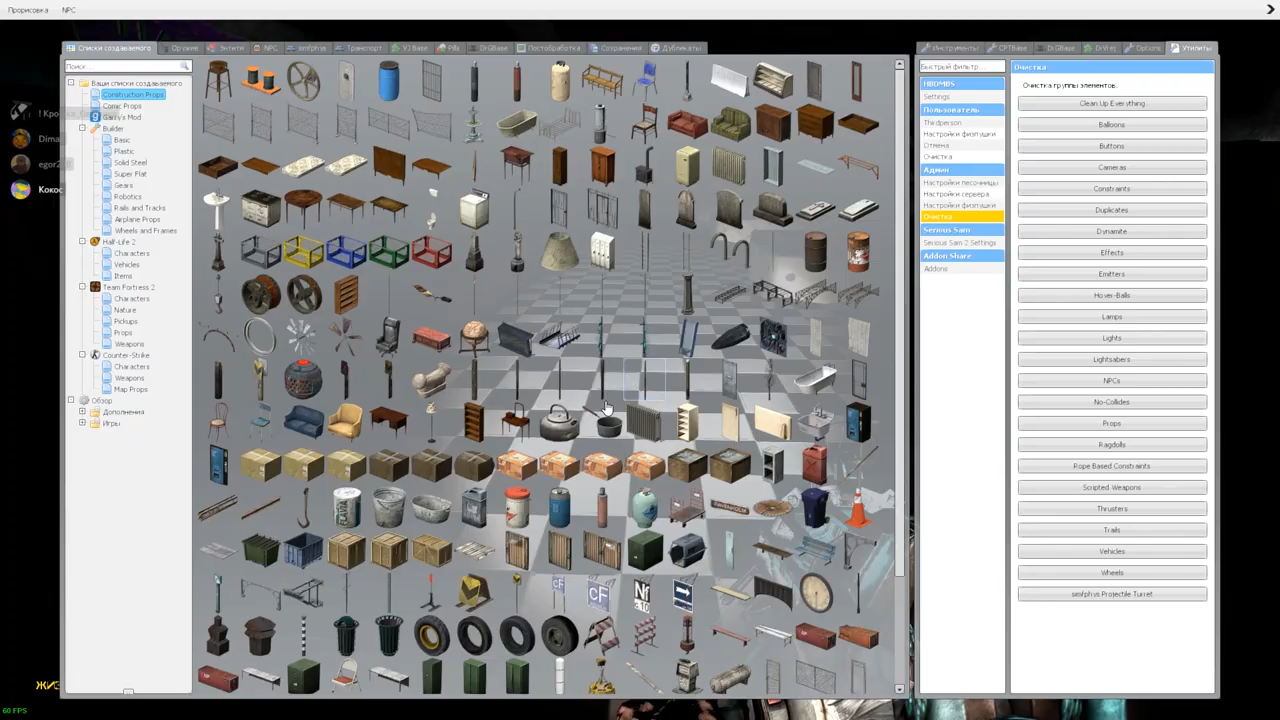 Прорисовка NPC
Списки создаваемого Оружие Энтити NPC simfphys Транспорт VJ Base Pills DrGBase Постобработка Сохранения Дубликаты
Поиск...
Ваши списки создаваемого
Construction Props
Comic Props
Garry's Mod
Builder
Basic
Plastic
Solid Steel
Super Flat
Gears
Robotics
Rails and Tracks
Airplane Props
Wheels and Frames
Half-Life 2
Characters
Vehicles
Items
Team Fortress 2
Characters
Nature
Pickups
Props
Weapons
Counter-Strike
Characters
Weapons
Map Props
Обзор
Дополнения
Игры
Dima
egor2
Кокос
ЖИЗ
60 FPS
CF
CF
Инструменты CPTBase DrGBase DrVrej Options Утилиты
Быстрый фильтр...
Settings
Пользователь
Thirdperson
Настройки физпушки
Отмена
Очистка
Админ
Настройки песочницы
Настройки сервера
Настройки физпушки
Очистка
Serious Sam
Serious Sam 2 Settings
Addon Share
Addons
Очистка
Очистка группы элементов.
Clean Up Everything
Balloons
Buttons
Cameras
Constraints
Duplicates
Dynamite
Effects
Emitters
Hover-Balls
Lamps
Lights
Lightsabers
NPCs
No-Collides
Props
Ragdolls
Rope Based Constraints
Scripted Weapons
Thrusters
Trails
Vehicles
Wheels
simfphys Projectile Turret